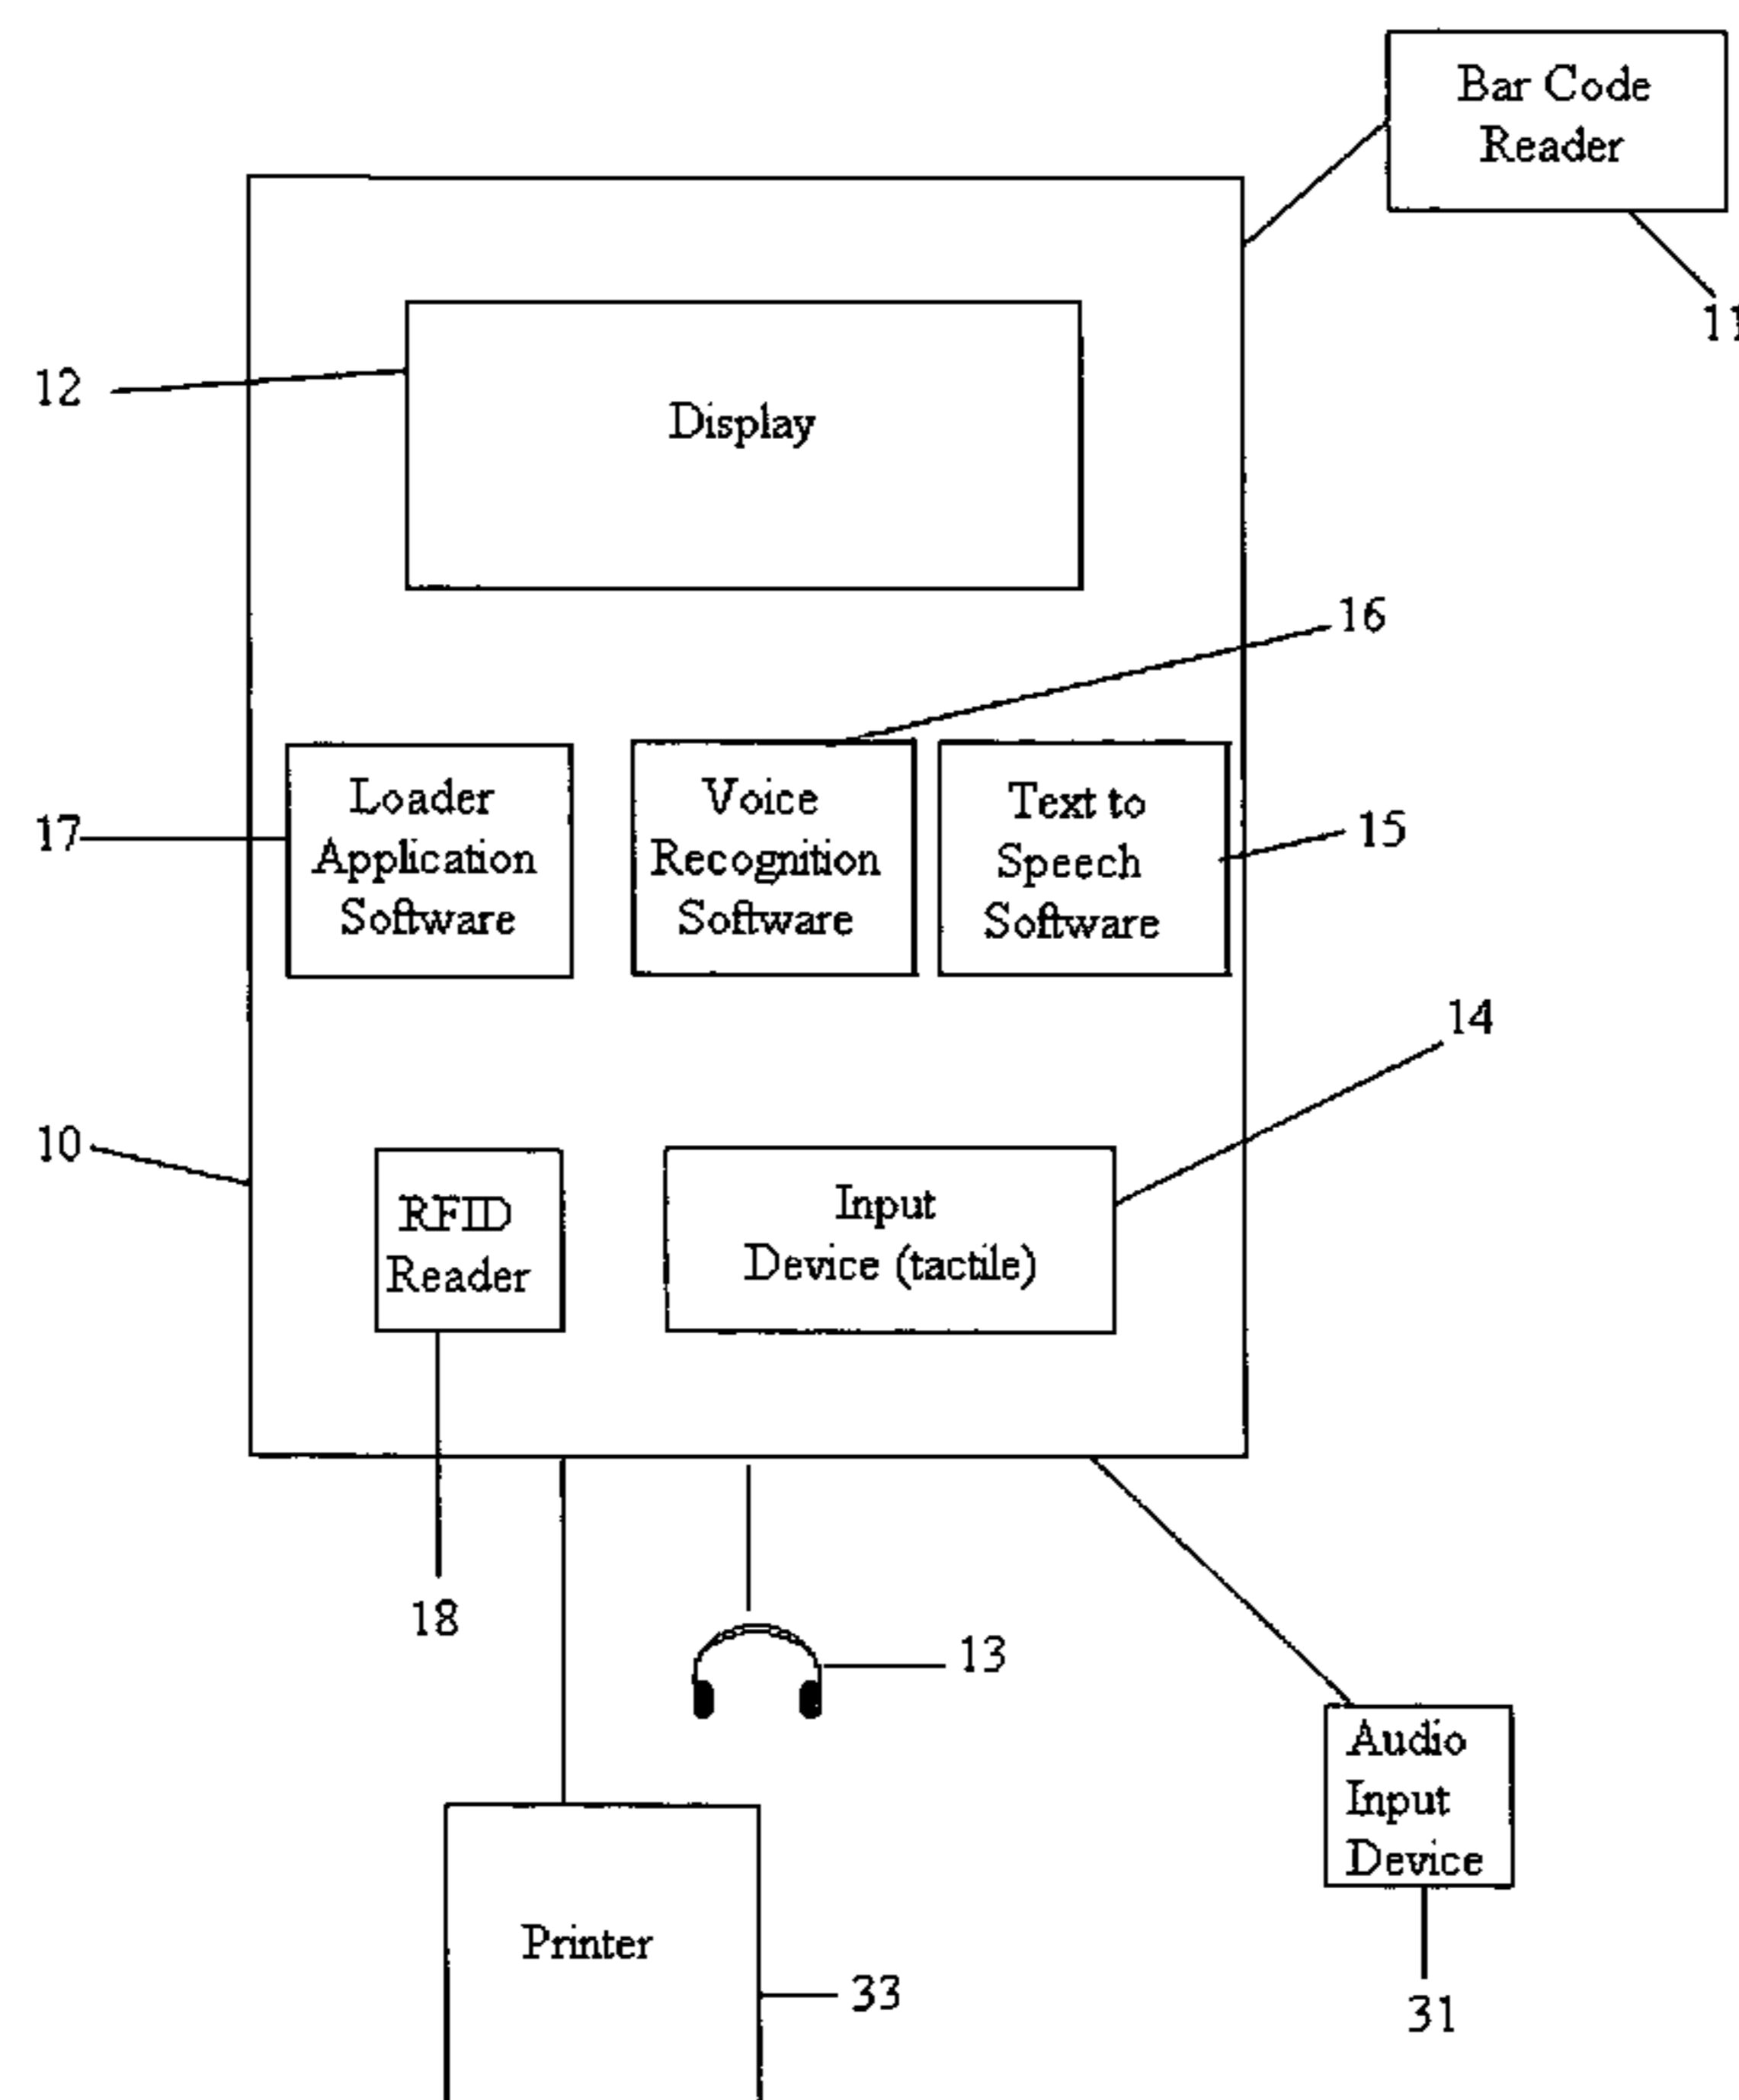 Bar Code
Reader
11
12
Display
16
Loader
Application
Software
Voice
Recognition
Software
Text to
Speech
Software
17
15
14
10
RFID
Reader
Input
Device (tactile)
18
13
Audio
Input
Device
Printer
33
31